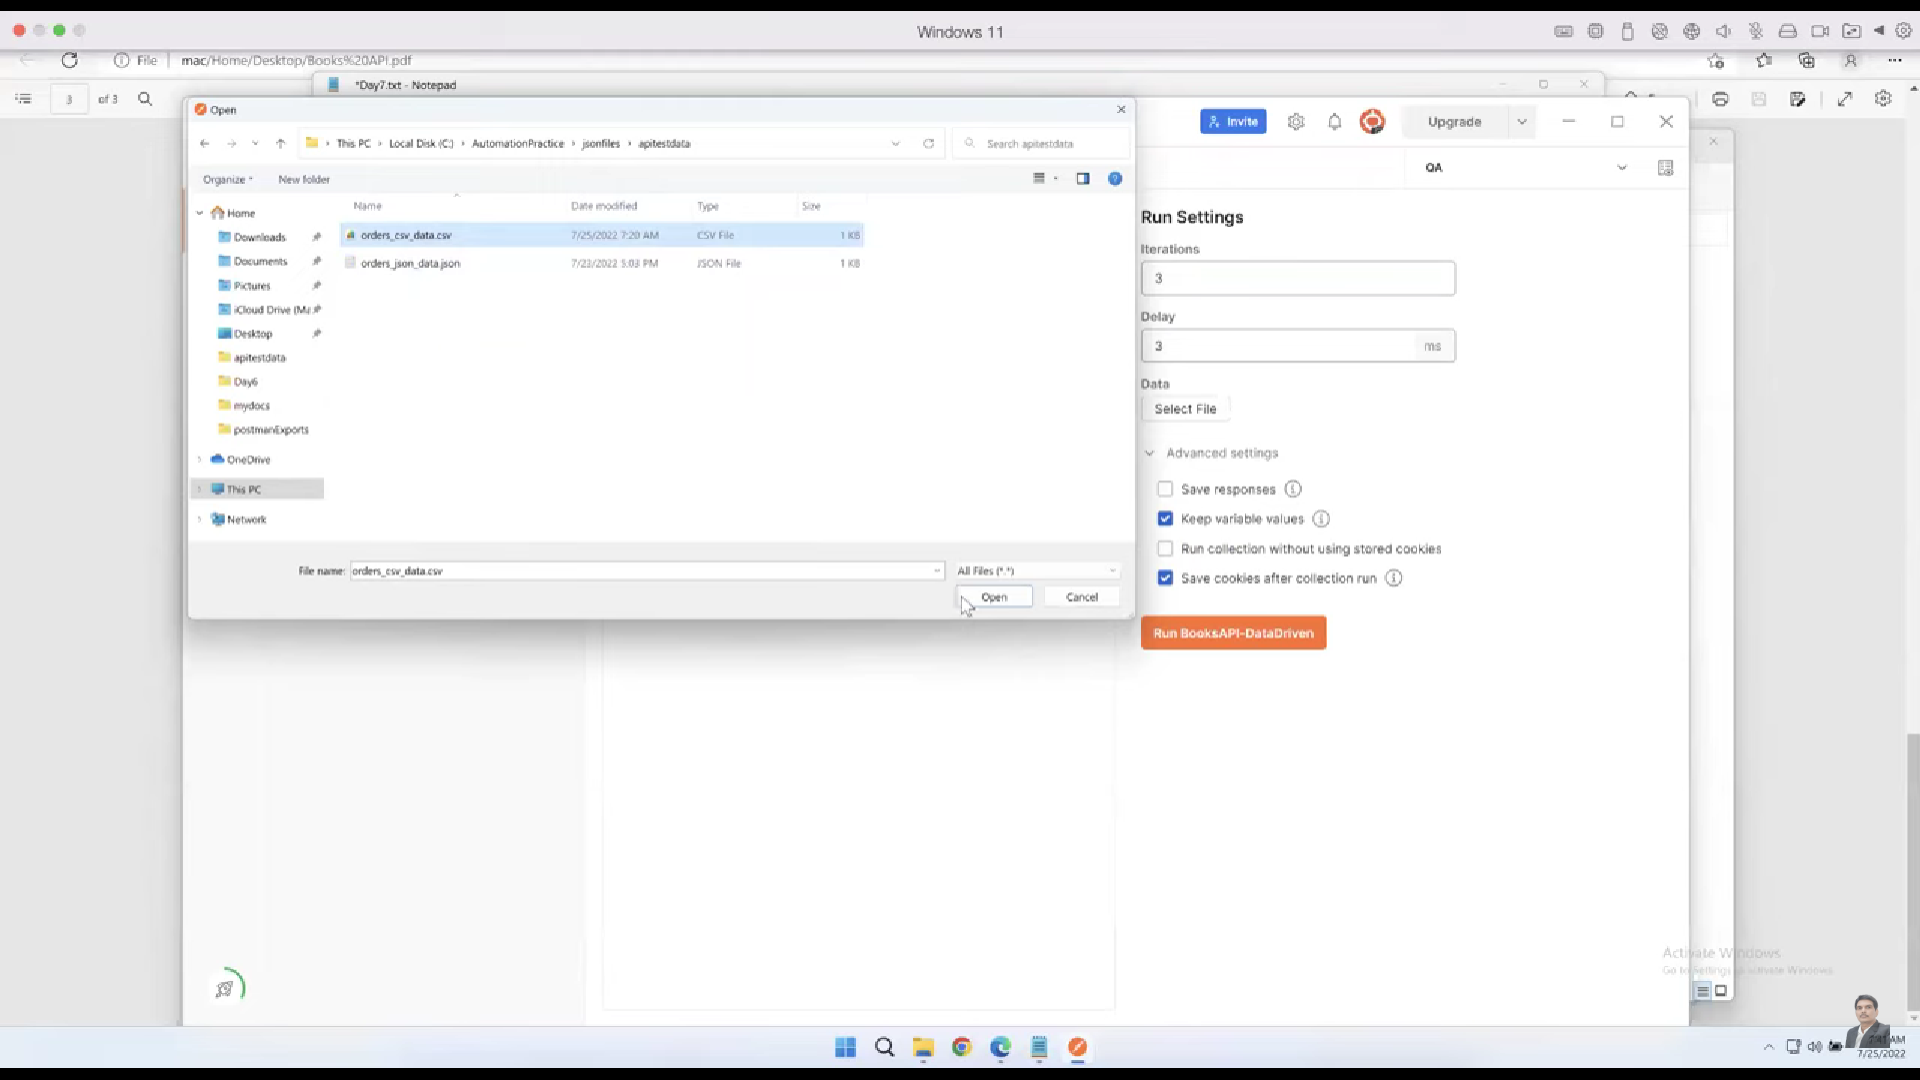 Windows 11
File
mac/Home/Desktop/Books%20API.pdf
3 of 3
*Day7.txt - Notepad
Open
This PC › Local Disk (C:) › AutomationPractice › jsonfiles › apitestdata
Search apitestdata
Organize
New folder
Name
Date modified
Type
Size
orders_csv_data.csv
7/25/2022 7:20 AM
CSV File
1 KB
orders_json_data.json
7/23/2022 5:03 PM
JSON File
1 KB
Home
Downloads
Documents
Pictures
iCloud Drive (Ma
Desktop
apitestdata
Day6
mydocs
postmanExports
OneDrive
This PC
Network
File name:
orders_csv_data.csv
All Files (*.*)
Open
Cancel
Invite
Upgrade
QA
Run Settings
Iterations
3
Delay
3
ms
Data
Select File
Advanced settings
Save responses
Keep variable values
Run collection without using stored cookies
Save cookies after collection run
Run BooksAPI-DataDriven
Activate Windows
Go to Settings to activate Windows.
AM
7/25/2022